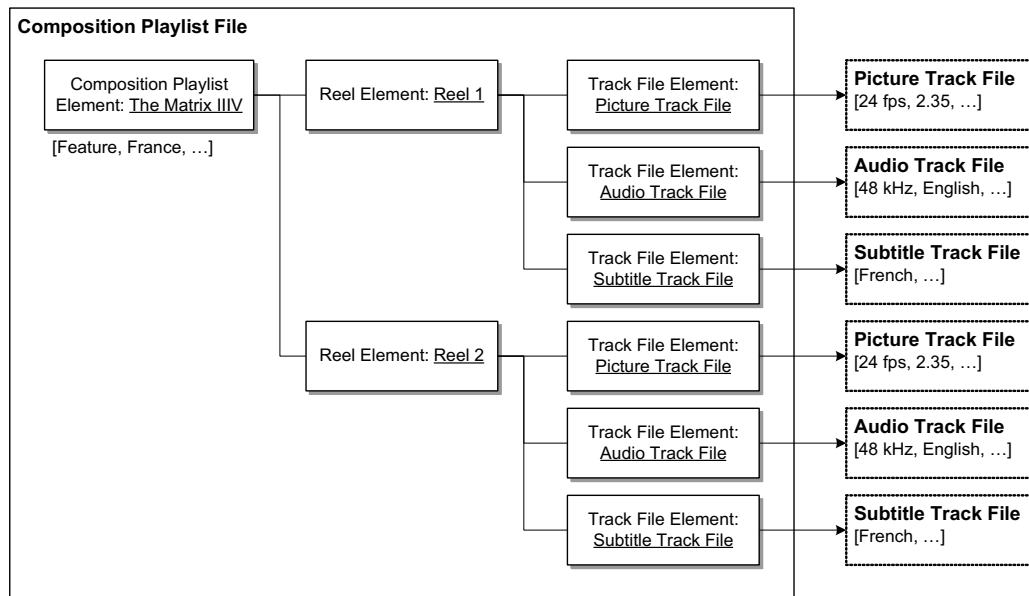 Composition Playlist File
Composition Playlist
Element: The Matrix IIIV
[Feature, France, …]
Reel Element: Reel 1
Track File Element:
Picture Track File
Picture Track File
[24 fps, 2.35, …]
Track File Element:
Audio Track File
Audio Track File
[48 kHz, English, …]
Track File Element:
Subtitle Track File
Subtitle Track File
[French, …]
Reel Element: Reel 2
Track File Element:
Picture Track File
Picture Track File
[24 fps, 2.35, …]
Track File Element:
Audio Track File
Audio Track File
[48 kHz, English, …]
Track File Element:
Subtitle Track File
Subtitle Track File
[French, …]